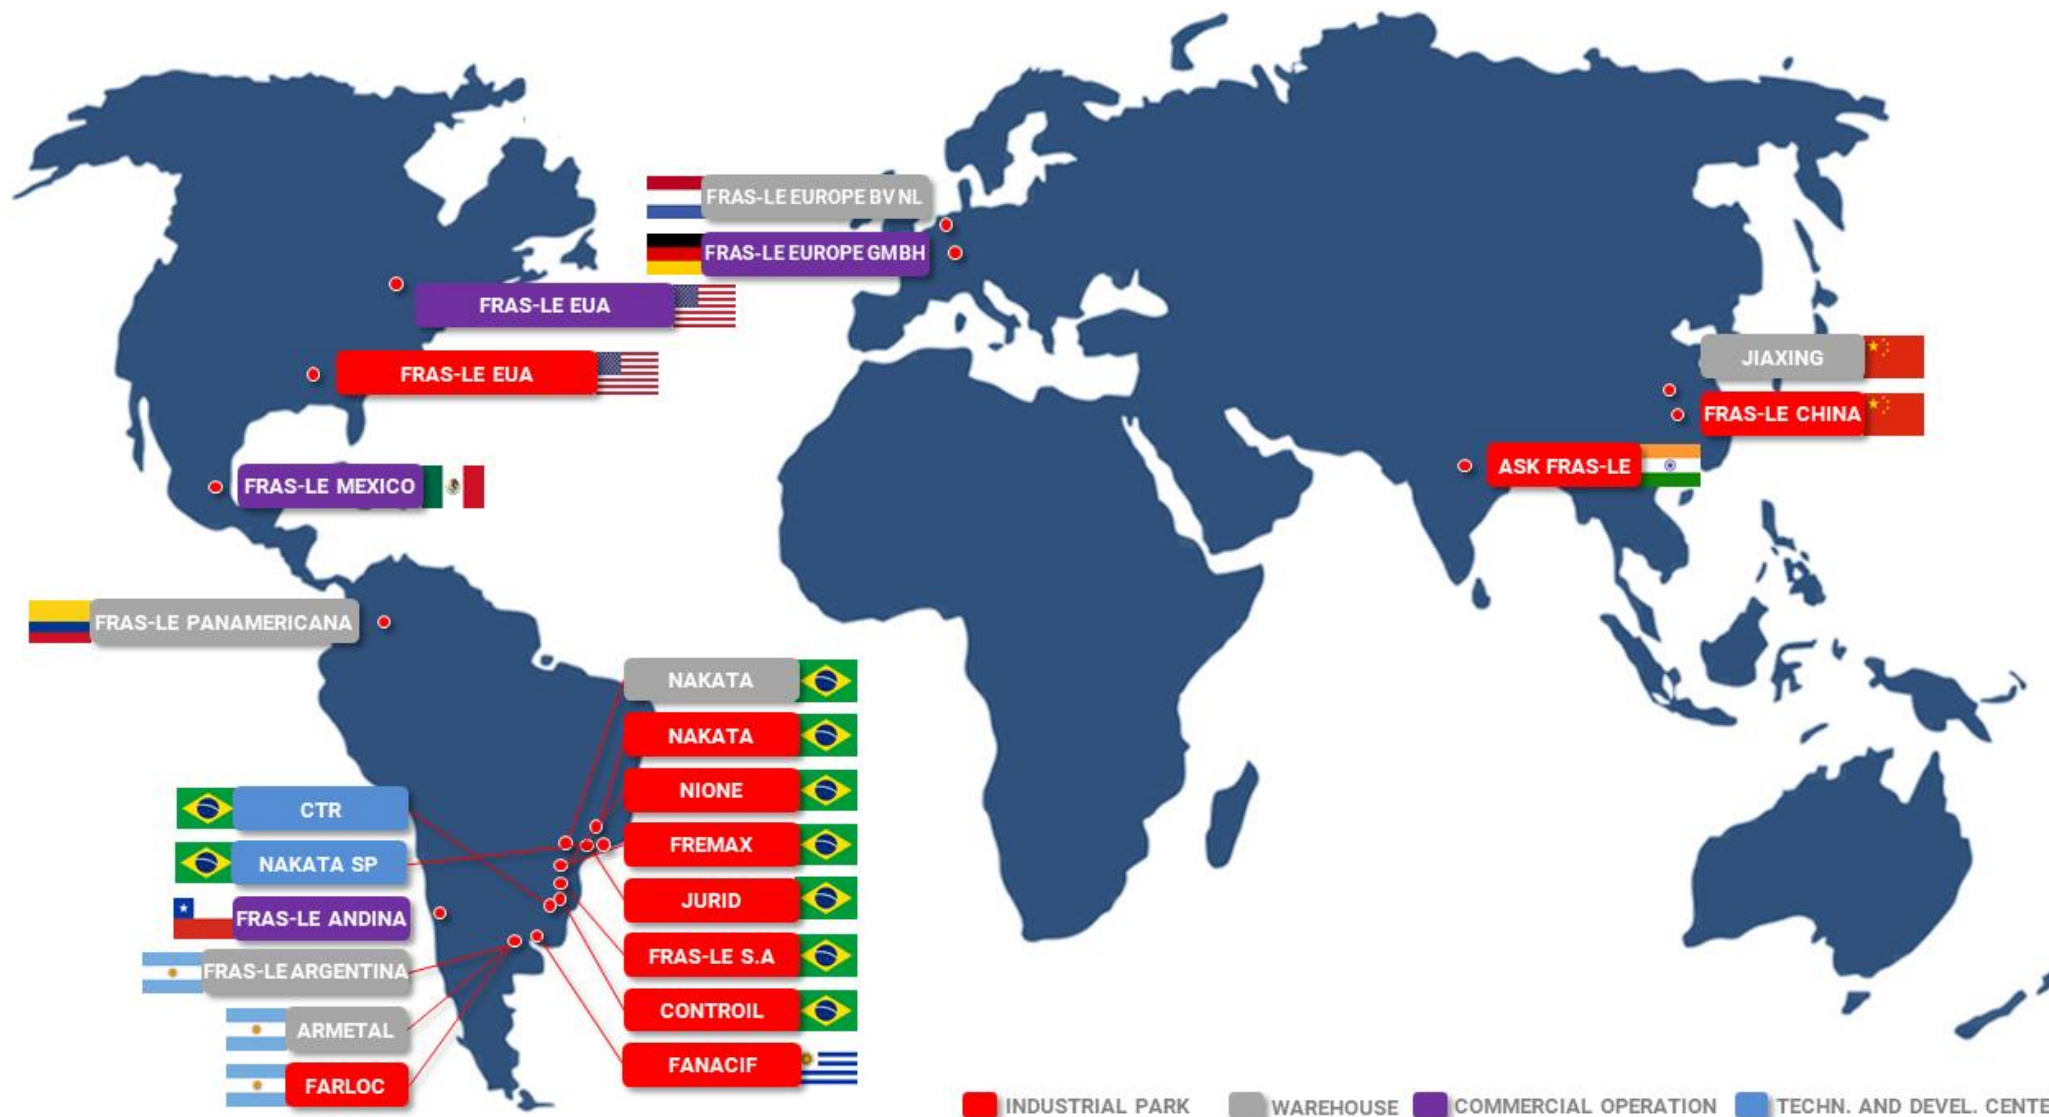 FRAS-LE EUROPE BV NL
FRAS-LE EUROPE GMBH
FRAS-LE EUA
FRAS-LE EUA
JIAXING
FRAS-LE CHINA
ASK FRAS-LE
FRAS-LE MEXICO
FRAS-LE PANAMERICANA
NAKATA
NAKATA
NIONE
CTR
FREMAX
NAKATA SP
JURID
FRAS-LE ANDINA
FRAS-LE S.A
FRAS-LE ARGENTINA
CONTROIL
ARMETAL
FANACIF
FARLOC
INDUSTRIAL PARK
WAREHOUSE
COMMERCIAL OPERATION
TECHN. AND DEVEL. CENTE